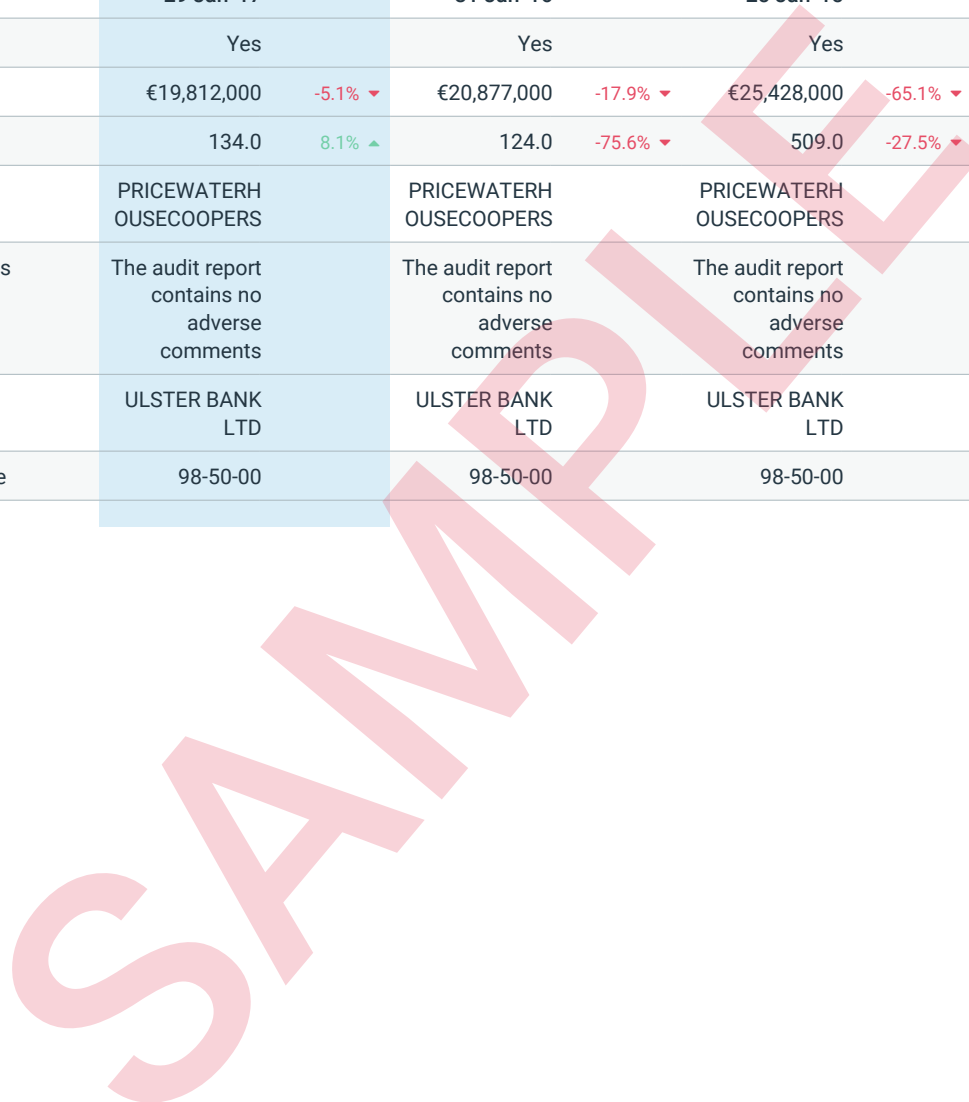 Yes Yes Yes
€19,812,000 -5.1% €20,877,000 -17.9% €25,428,000 -65.1%
134.0 8.1% 124.0 -75.6% 509.0 -27.5%
PRICEWATERH PRICEWATERH PRICEWATERH
OUSECOOPERS OUSECOOPERS OUSECOOPERS
s The audit report The audit report The audit report
contains no contains no contains no
adverse adverse adverse
comments comments comments
ULSTER BANK ULSTER BANK ULSTER BANK
LTD LTD LTD
e 98-50-00 98-50-00 98-50-00
SAMPLE